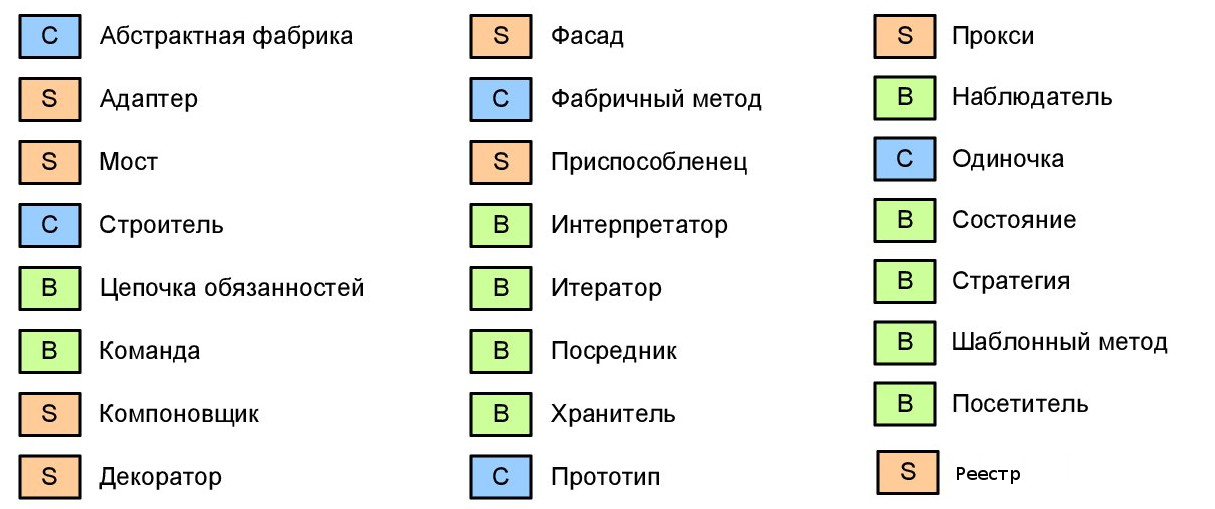 C Абстрактная фабрика
S Адаптер
S Мост
C Строитель
B Цепочка обязанностей
B Команда
S Компоновщик
S Декоратор
S Фасад
C Фабричный метод
S Приспособленец
B Интерпретатор
B Итератор
B Посредник
B Хранитель
C Прототип
S Прокси
B Наблюдатель
C Одиночка
B Состояние
B Стратегия
B Шаблонный метод
B Посетитель
S Реестр